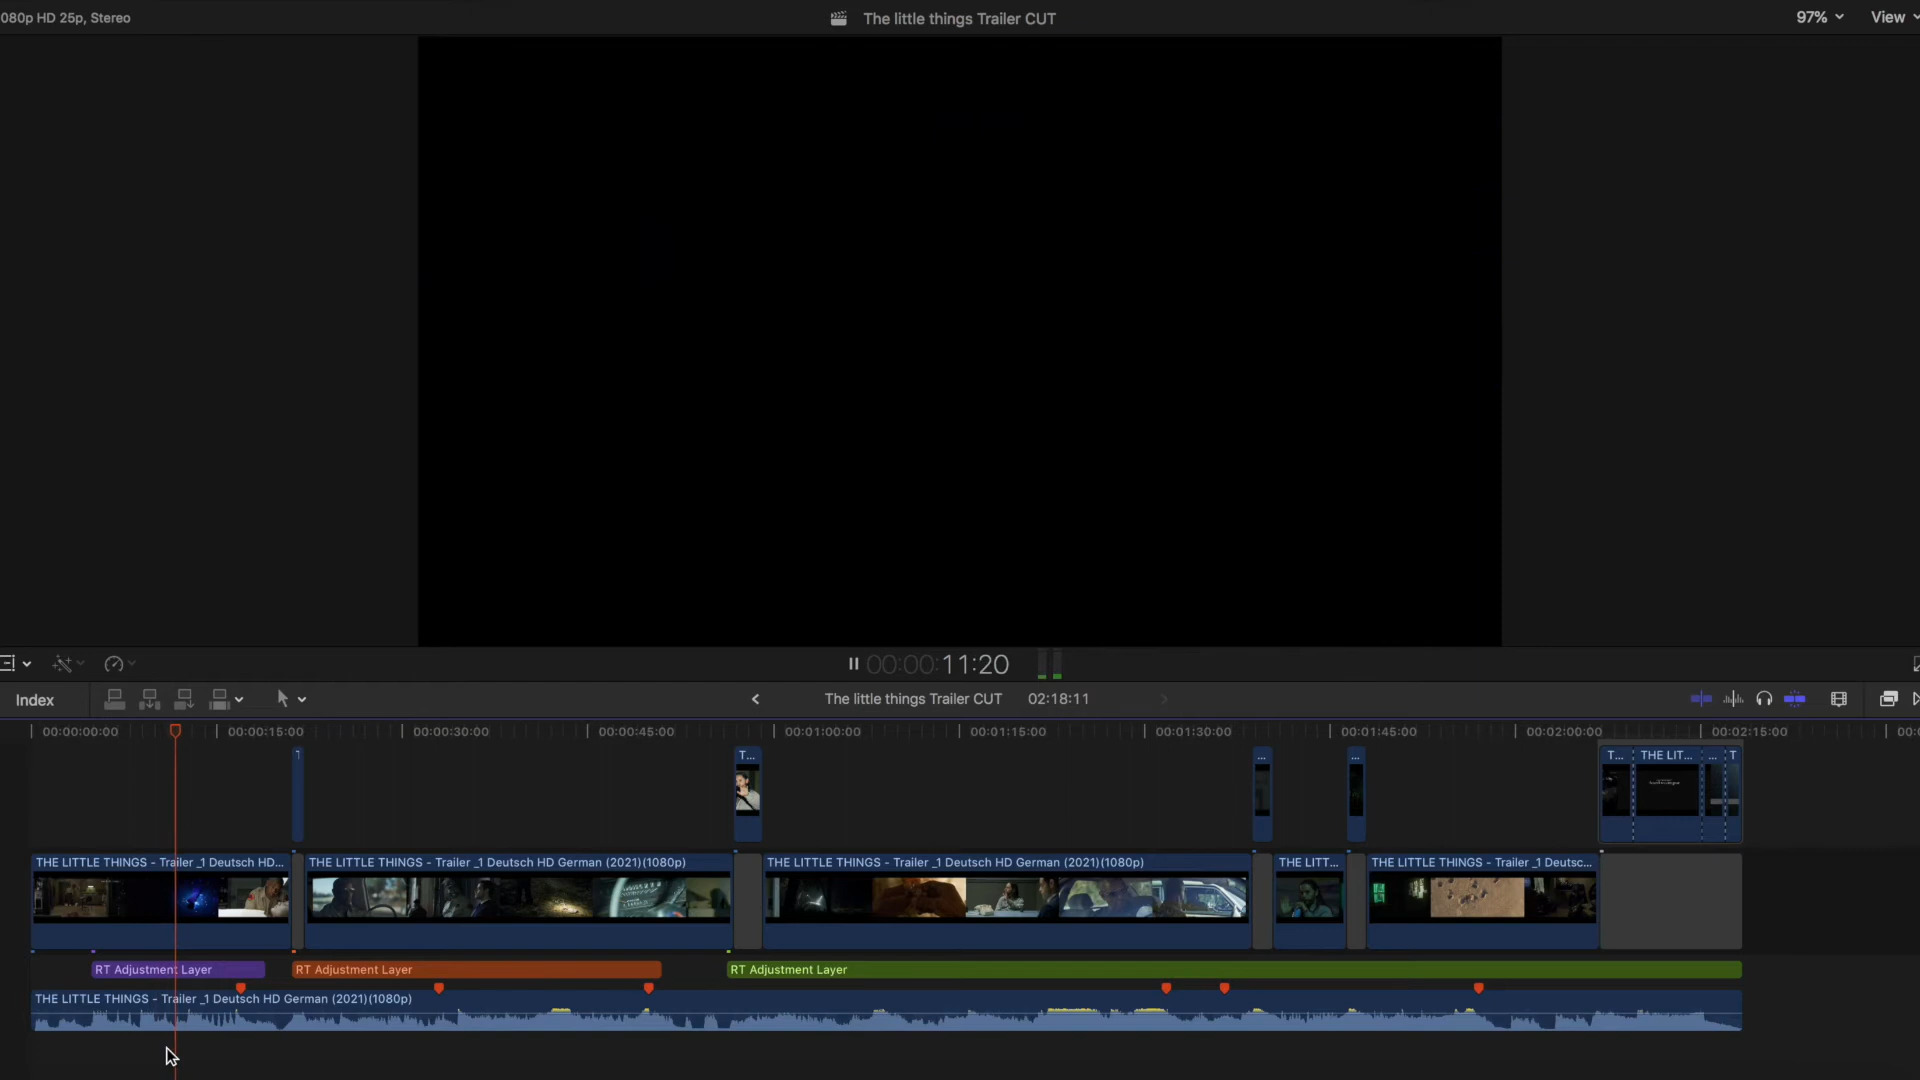 080p HD 25p, Stereo
The little things Trailer CUT
97%
View
00:00:11:20
Index
The little things Trailer CUT
02:18:11
00:00:00:00
00:00:15:00
00:00:30:00
00:00:45:00
00:01:00:00
00:01:15:00
00:01:30:00
00:01:45:00
00:02:00:00
00:02:15:00
00:0
T
T...
...
...
T...
THE LIT...
...
T
THE LITTLE THINGS - Trailer _1 Deutsch HD...
THE LITTLE THINGS - Trailer _1 Deutsch HD German (2021)(1080p)
THE LITTLE THINGS - Trailer _1 Deutsch HD German (2021)(1080p)
THE LITT...
THE LITTLE THINGS - Trailer _1 Deutsc...
RT Adjustment Layer
RT Adjustment Layer
RT Adjustment Layer
THE LITTLE THINGS - Trailer _1 Deutsch HD German (2021)(1080p)